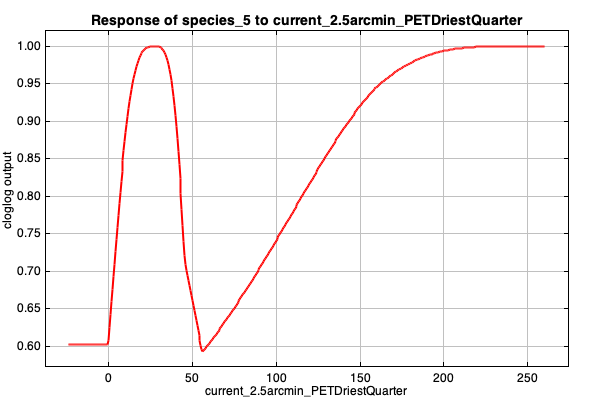 Response of species_5 to current_2.5arcmin_PETDriestQuarter
1.00
0.95
0.90
0.85
0.80
0.75
0.70
0.65
0.60
cloglog output
0 50 100 150 200 250
current_2.5arcmin_PETDriestQuarter